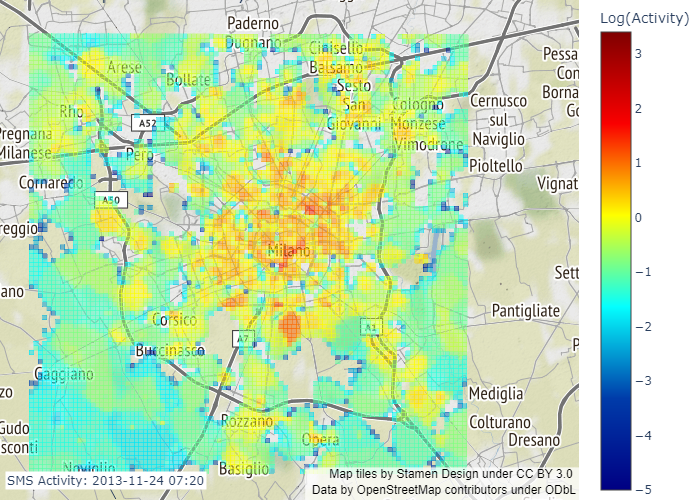 Log(Activity)
3
2
1
0
−1
−2
−3
−4
−5
Paderno
Dugnano
Cinisello
Balsamo
Sesto
San
Giovanni
Arese
Bollate
Rho
A52
Pero
Pregnana
Milanese
Cornaredo
A50
reggio
Cologno
Monzese
Vimodrone
Cernusco
sul
Naviglio
Pioltello
Pessa
Con
Borna
Go
Vignat
Milano
Sett
ano
Pantigliate
Corsico
A7
A1
Buccinasco
P
Gaggiano
zo
Gudo
sconti
Rozzano
Opera
Mediglia
Colturano
Dresano
Noviglio
Basiglio
SMS Activity: 2013-11-24 07:20
Map tiles by Stamen Design under CC BY 3.0
Data by OpenStreetMap contributors under ODbL